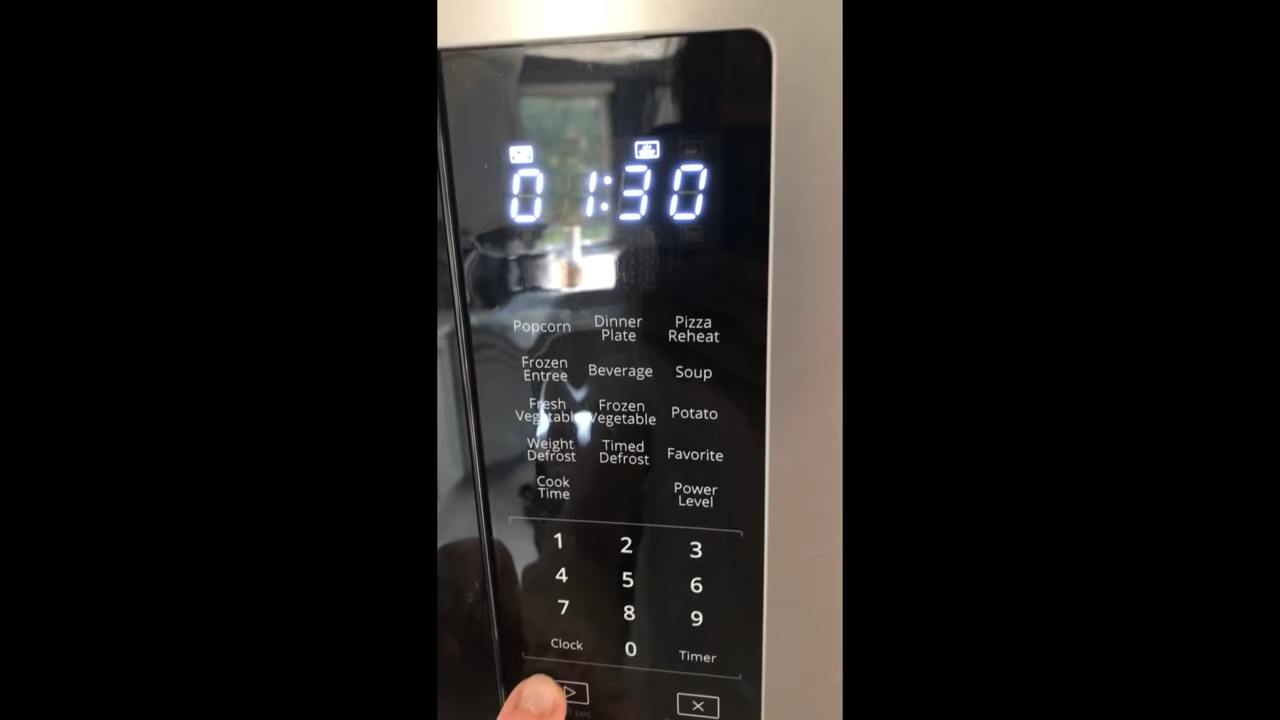 01:30
Popcorn
Dinner
Plate
Pizza
Reheat
Frozen
Entree
Beverage
Soup
Fresh
Vegetable
Frozen
Vegetable
Potato
Weight
Defrost
Timed
Defrost
Favorite
Cook
Time
Power
Level
1 2 3
4 5 6
7 8 9
Clock 0 Timer
sec